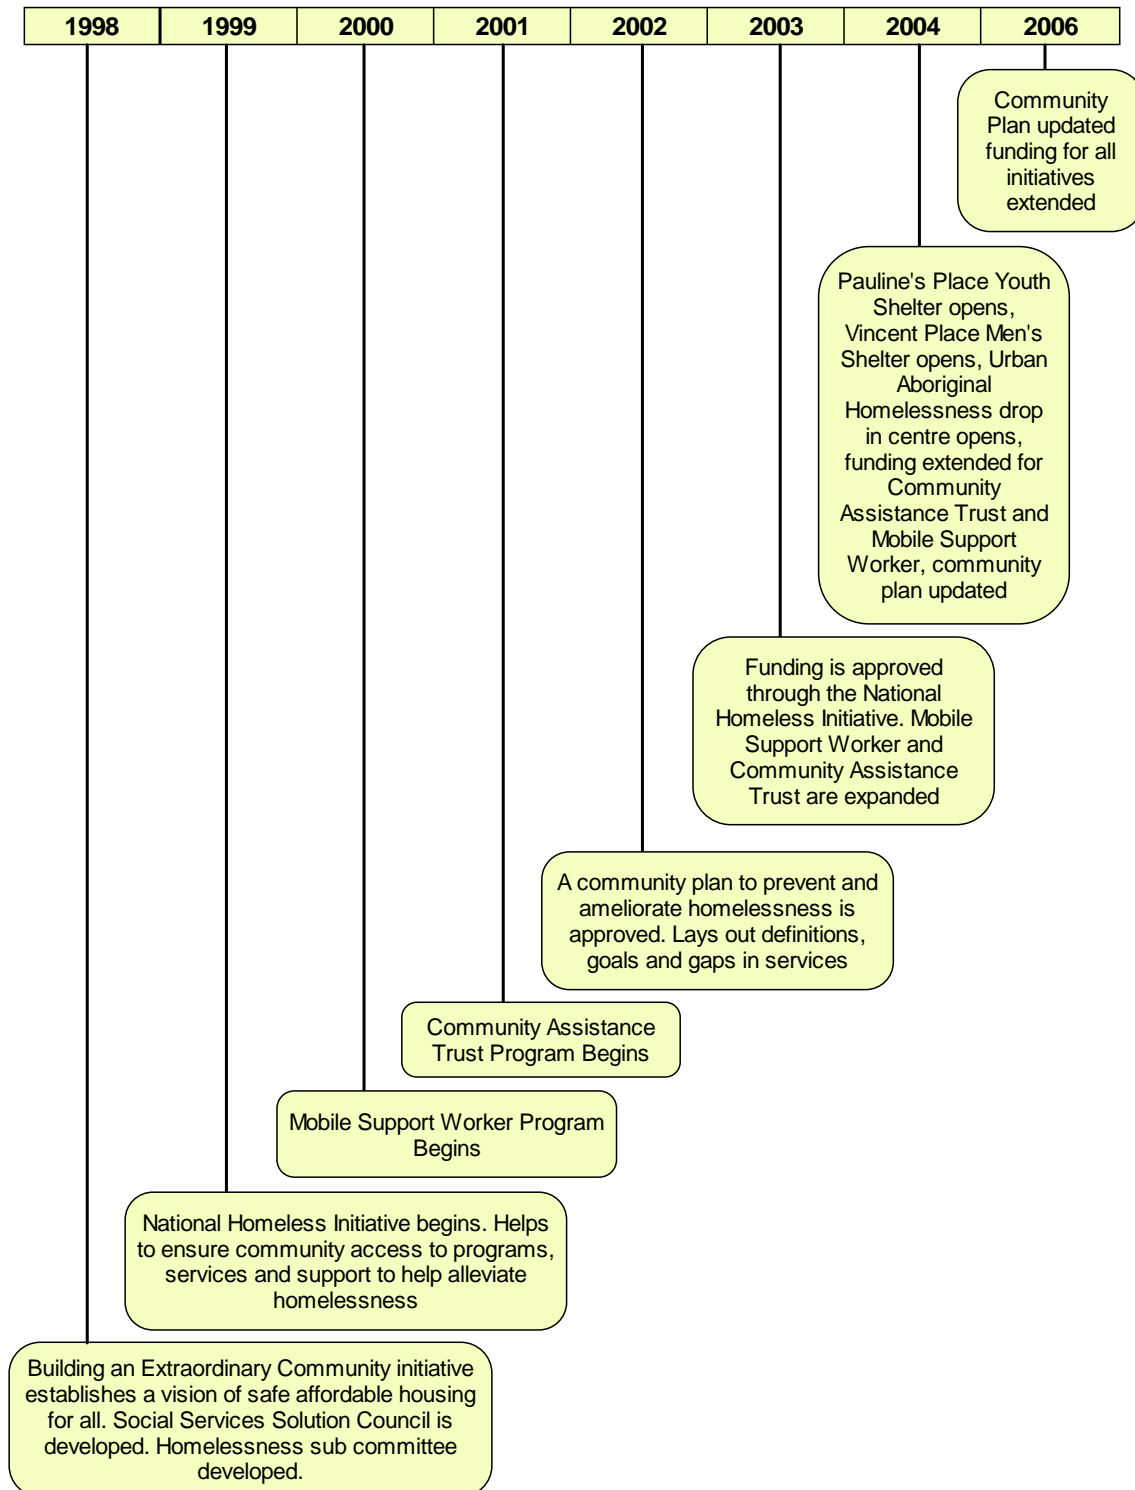 1998 1999 2000 2001 2002 2003 2004 2006
Community
Plan updated
funding for all
initiatives
extended
Pauline's Place Youth
Shelter opens,
Vincent Place Men's
Shelter opens, Urban
Aboriginal
Homelessness drop
in centre opens,
funding extended for
Community
Assistance Trust and
Mobile Support
Worker, community
plan updated
Funding is approved
through the National
Homeless Initiative. Mobile
Support Worker and
Community Assistance
Trust are expanded
A community plan to prevent and
ameliorate homelessness is
approved. Lays out definitions,
goals and gaps in services
Community Assistance
Trust Program Begins
Mobile Support Worker Program
Begins
National Homeless Initiative begins. Helps
to ensure community access to programs,
services and support to help alleviate
homelessness
Building an Extraordinary Community initiative
establishes a vision of safe affordable housing
for all. Social Services Solution Council is
developed. Homelessness sub committee
developed.